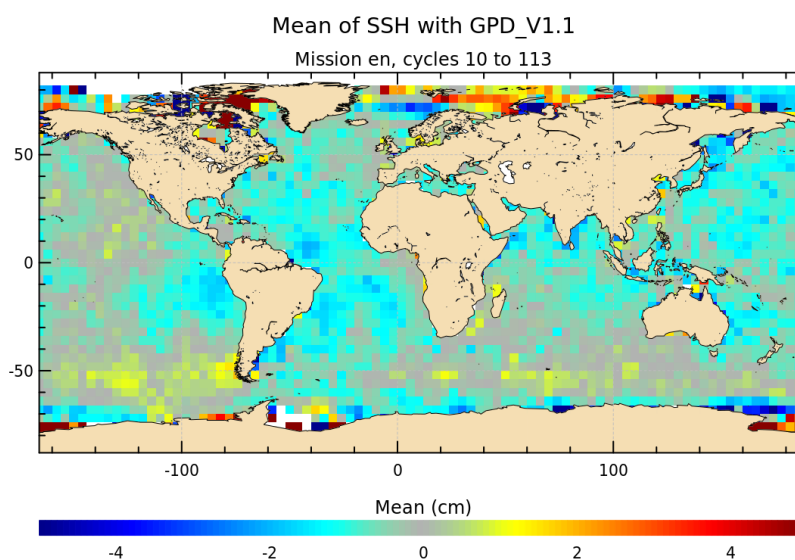 Mean of SSH with GPD_V1.1
Mission en, cycles 10 to 113
50
0
-50
-100 0 100
Mean (cm)
-4 -2 0 2 4